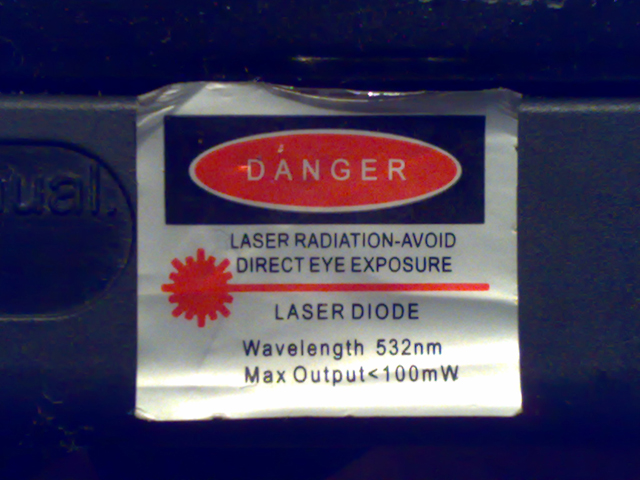 DANGER
LASER RADIATION-AVOID
DIRECT EYE EXPOSURE
LASER DIODE
Wavelength 532nm
Max Output<100mW